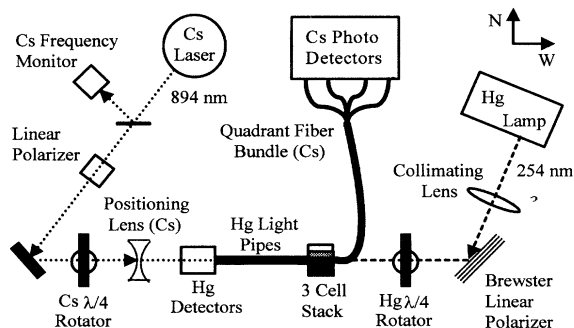 Cs Frequency
Monitor
Cs
Laser
894 nm
Cs Photo
Detectors
N
W
Hg
Lamp
Linear
Polarizer
Quadrant Fiber
Bundle (Cs)
Collimating
Lens
254 nm
Positioning
Lens (Cs)
Hg Light
Pipes
Cs λ/4
Rotator
Hg
Detectors
3 Cell
Stack
Hg λ/4
Rotator
Brewster
Linear
Polarizer